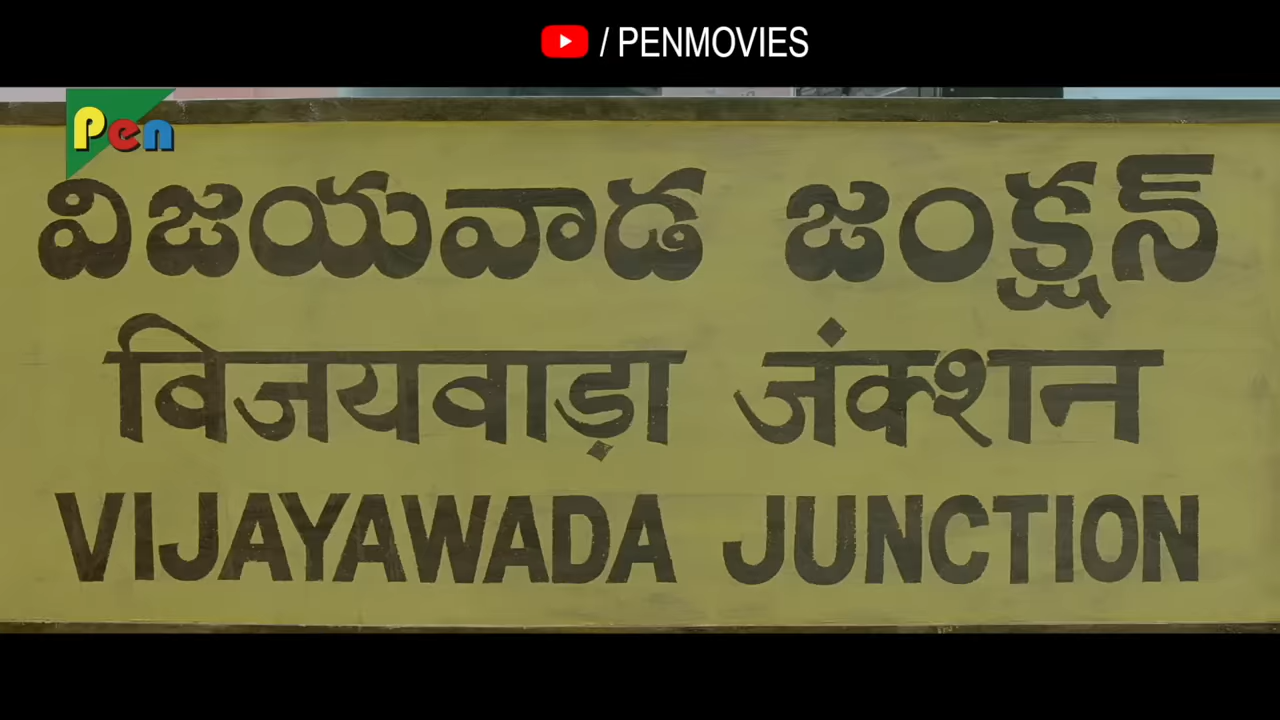 / PENMOVIES
Pen
విజయవాడ జంక్షన్
विजयवाड़ा जंक्शन
VIJAYAWADA JUNCTION